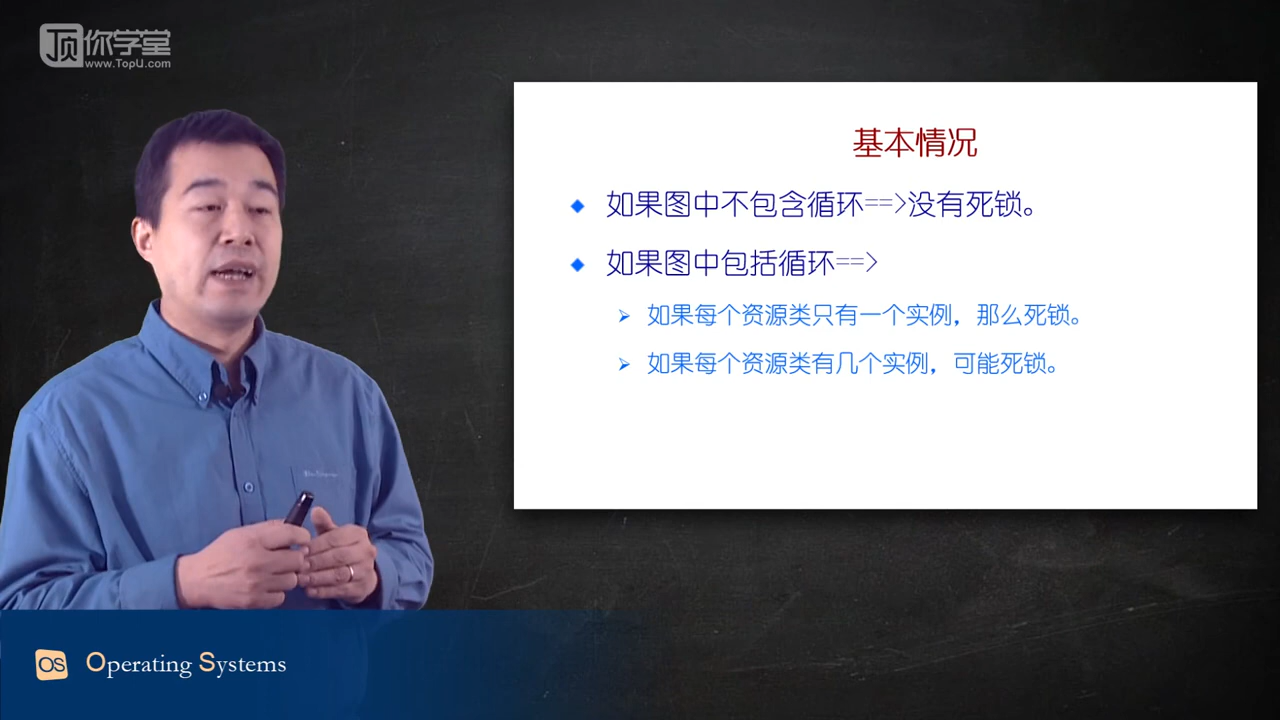 顶你学堂
www.TopU.com
基本情况
如果图中不包含循环==>没有死锁。
如果图中包括循环==>
如果每个资源类只有一个实例，那么死锁。
如果每个资源类有几个实例，可能死锁。
OS Operating Systems